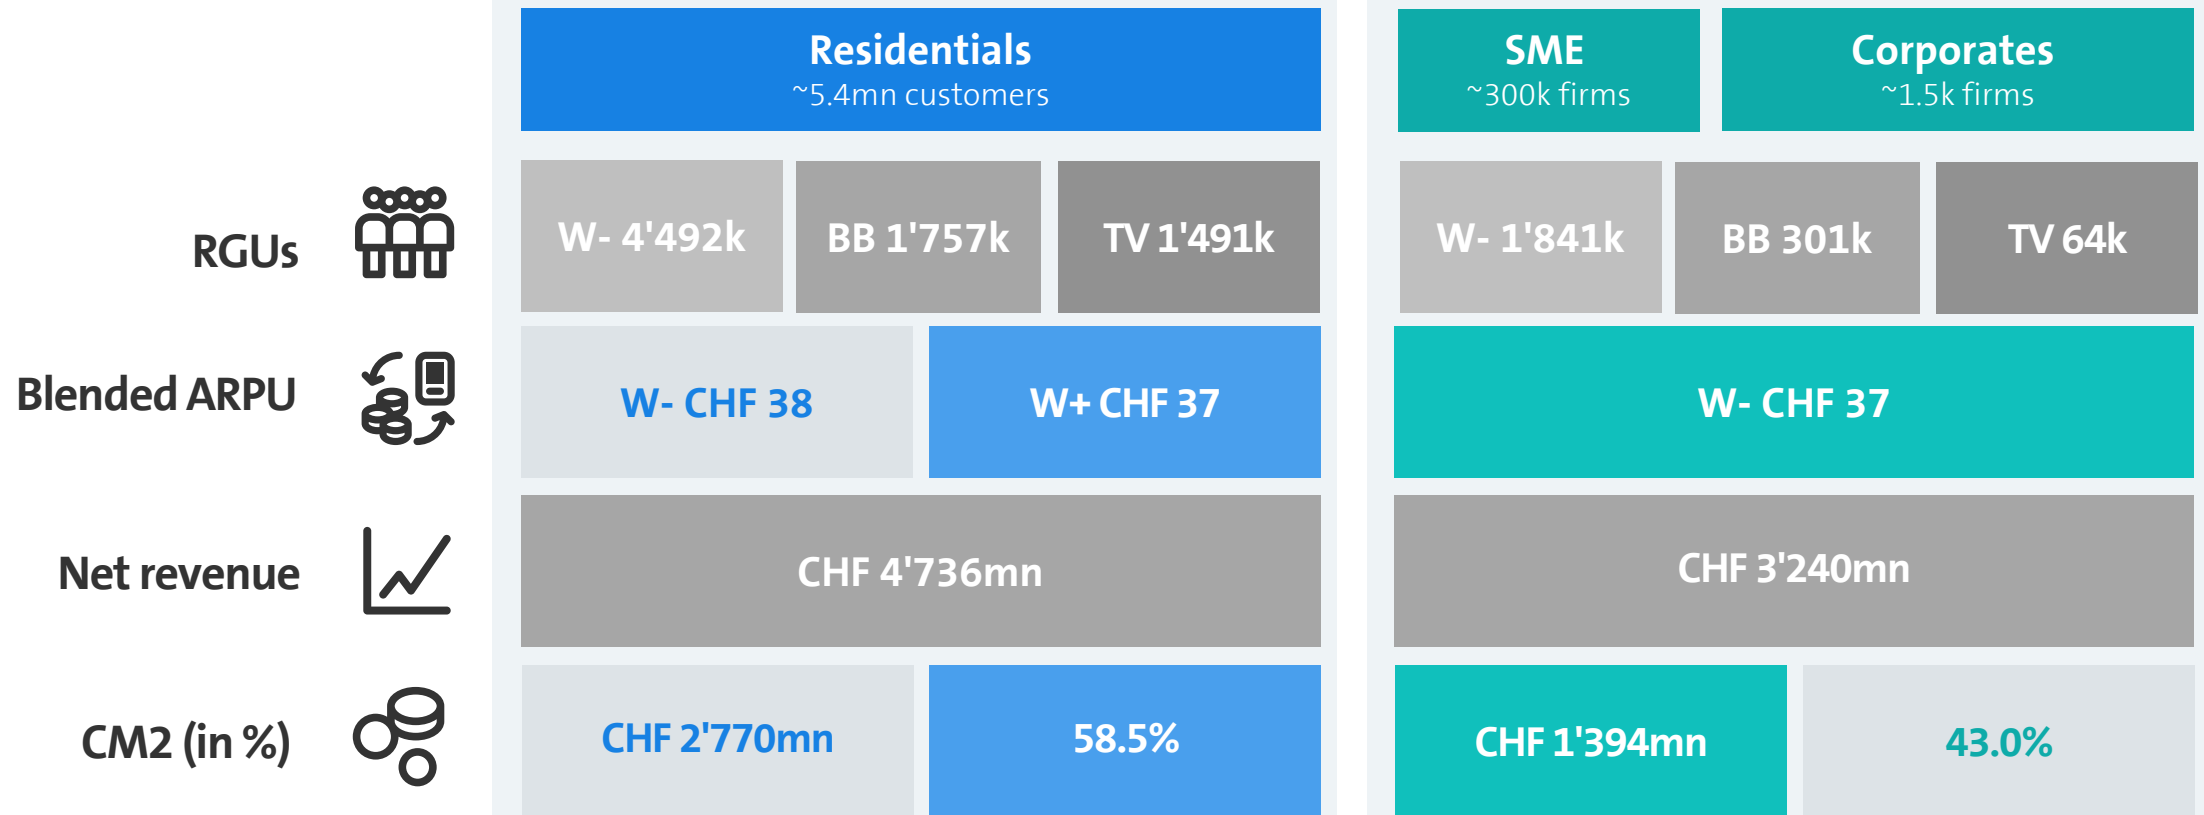 Residentials
~5.4mn customers
SME
~300k firms
Corporates
~1.5k firms
RGUs
W- 4'492k
BB 1'757k
TV 1'491k
W- 1'841k
BB 301k
TV 64k
Blended ARPU
W- CHF 38
W+ CHF 37
W- CHF 37
Net revenue
CHF 4'736mn
CHF 3'240mn
CM2 (in %)
CHF 2'770mn
58.5%
CHF 1'394mn
43.0%